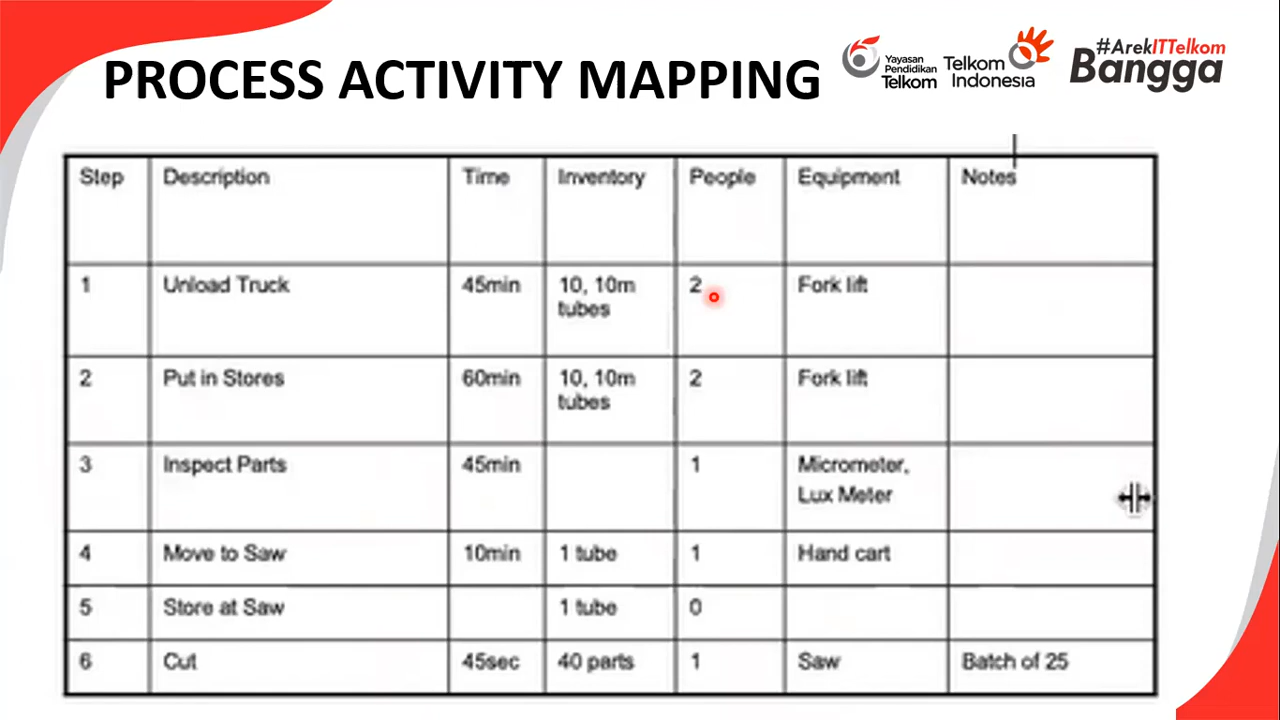 PROCESS ACTIVITY MAPPING
Yayasan
Pendidikan
Telkom
Telkom
Indonesia
#ArekITTelkom
Bangga
Step Description Time Inventory People Equipment Notes
1 Unload Truck 45min 10, 10m 2 Fork lift
tubes
2 Put in Stores 60min 10, 10m 2 Fork lift
tubes
3 Inspect Parts 45min 1 Micrometer,
Lux Meter
4 Move to Saw 10min 1 tube 1 Hand cart
5 Store at Saw 1 tube 0
6 Cut 45sec 40 parts 1 Saw Batch of 25